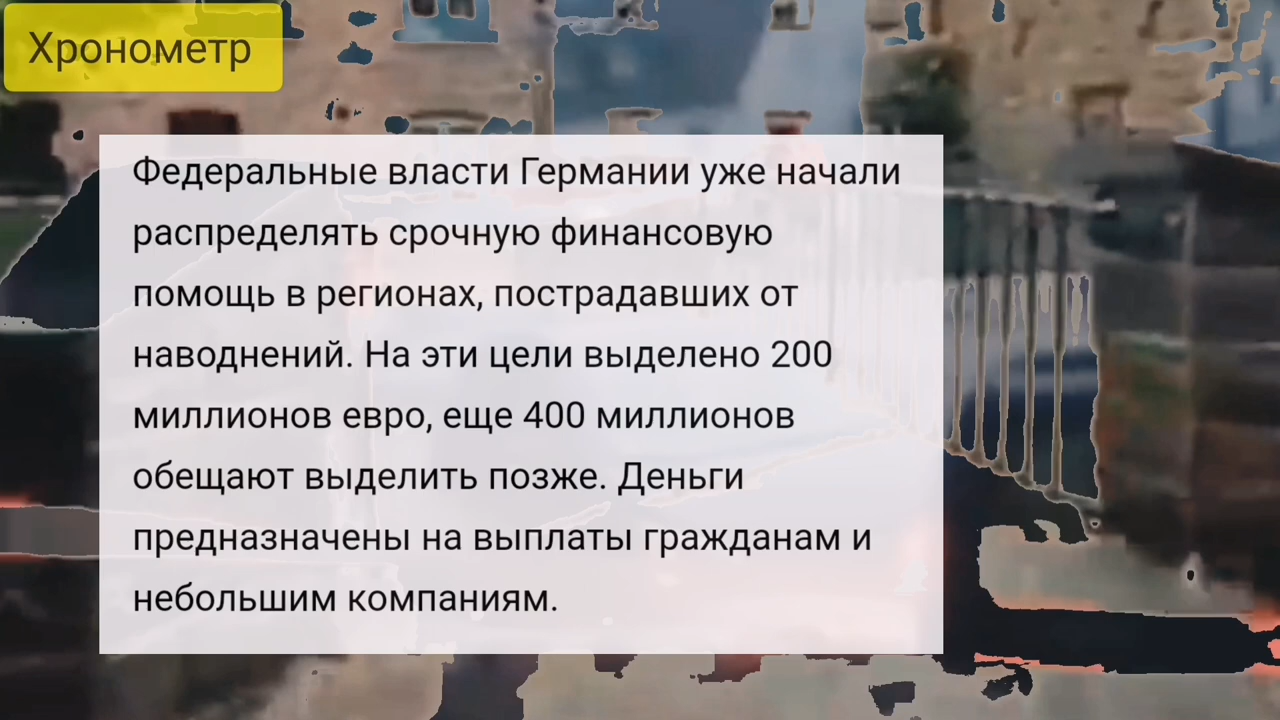 Хронометр
Федеральные власти Германии уже начали
распределять срочную финансовую
помощь в регионах, пострадавших от
наводнений. На эти цели выделено 200
миллионов евро, еще 400 миллионов
обещают выделить позже. Деньги
предназначены на выплаты гражданам и
небольшим компаниям.